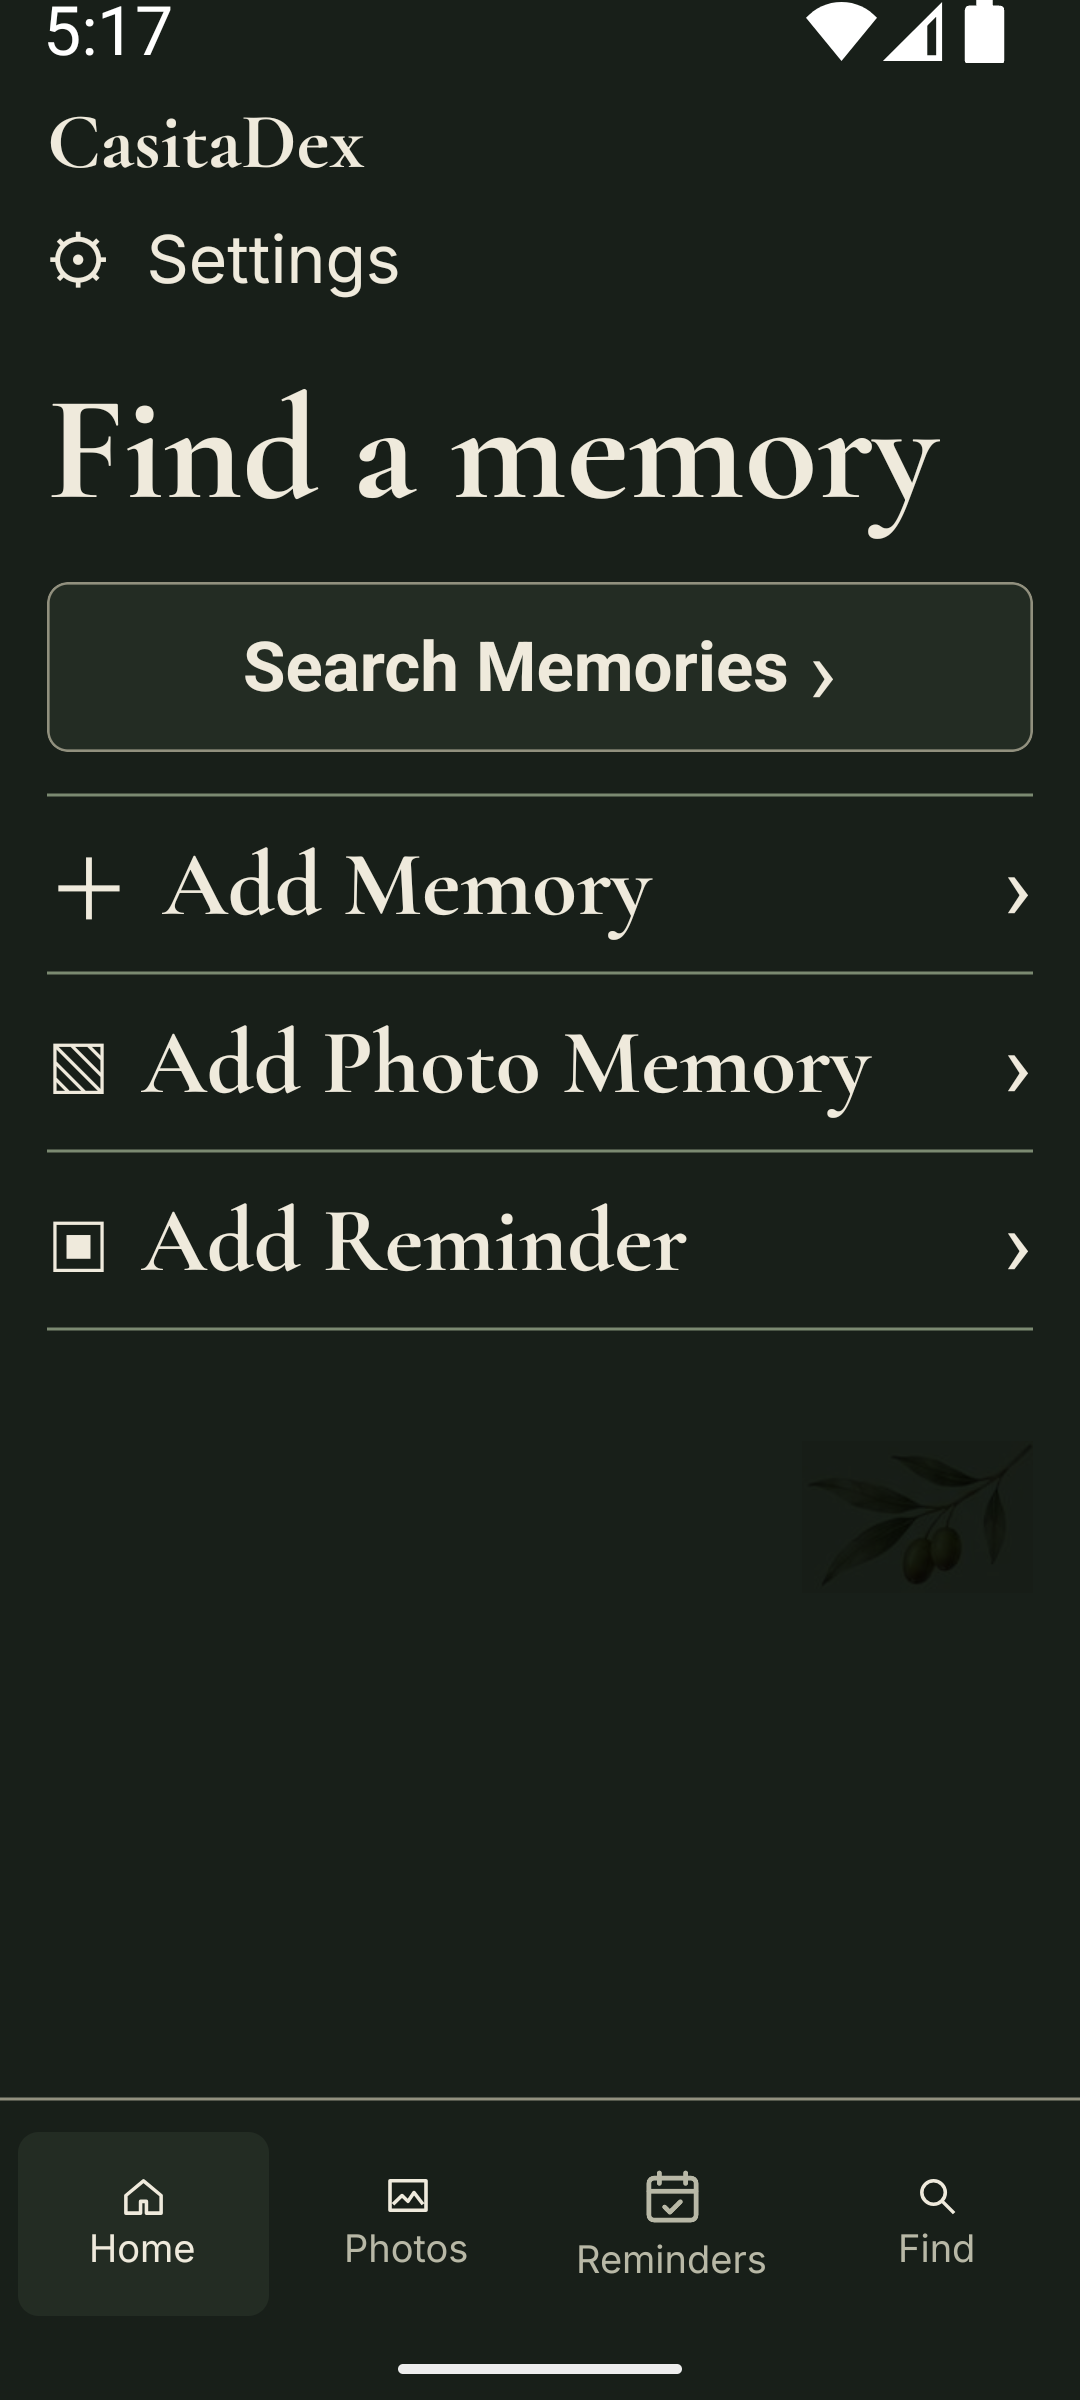 5:17
CasitaDex
Settings
Find a memory
Search Memories ›
Add Memory ›
Add Photo Memory ›
Add Reminder ›
Home
Photos
Reminders
Find